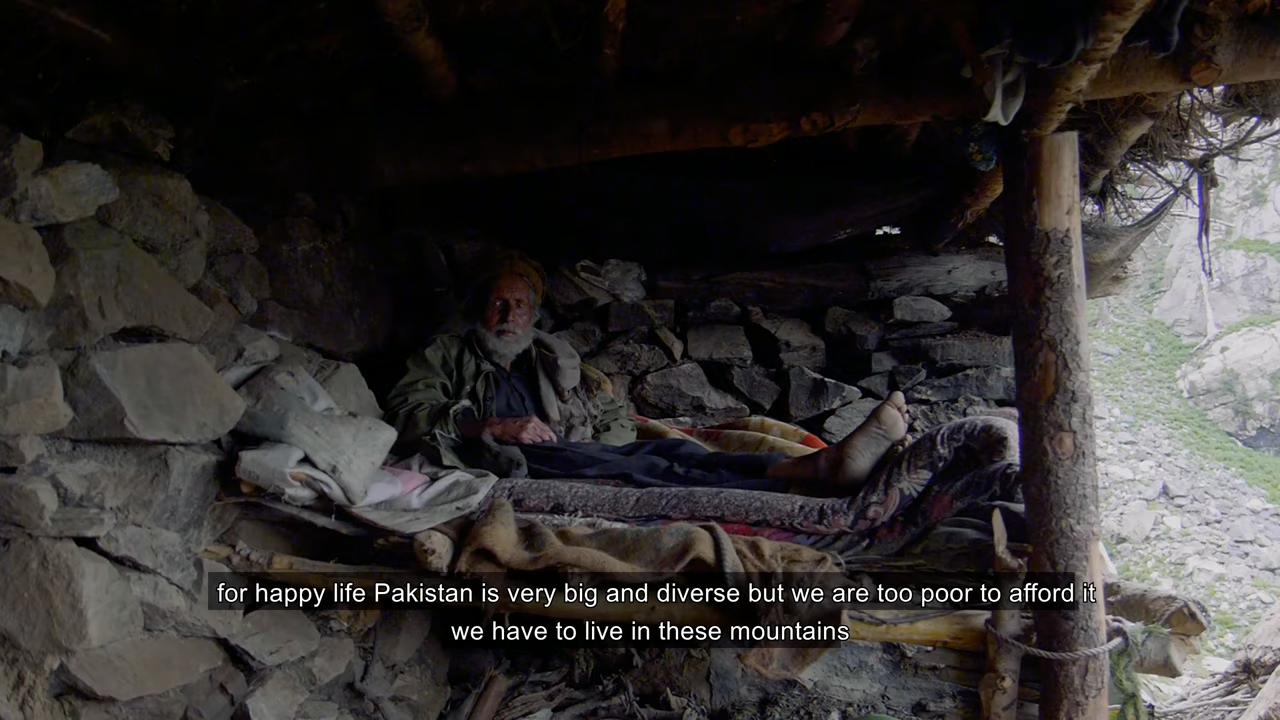 for happy life Pakistan is very big and diverse but we are too poor to afford it
we have to live in these mountains